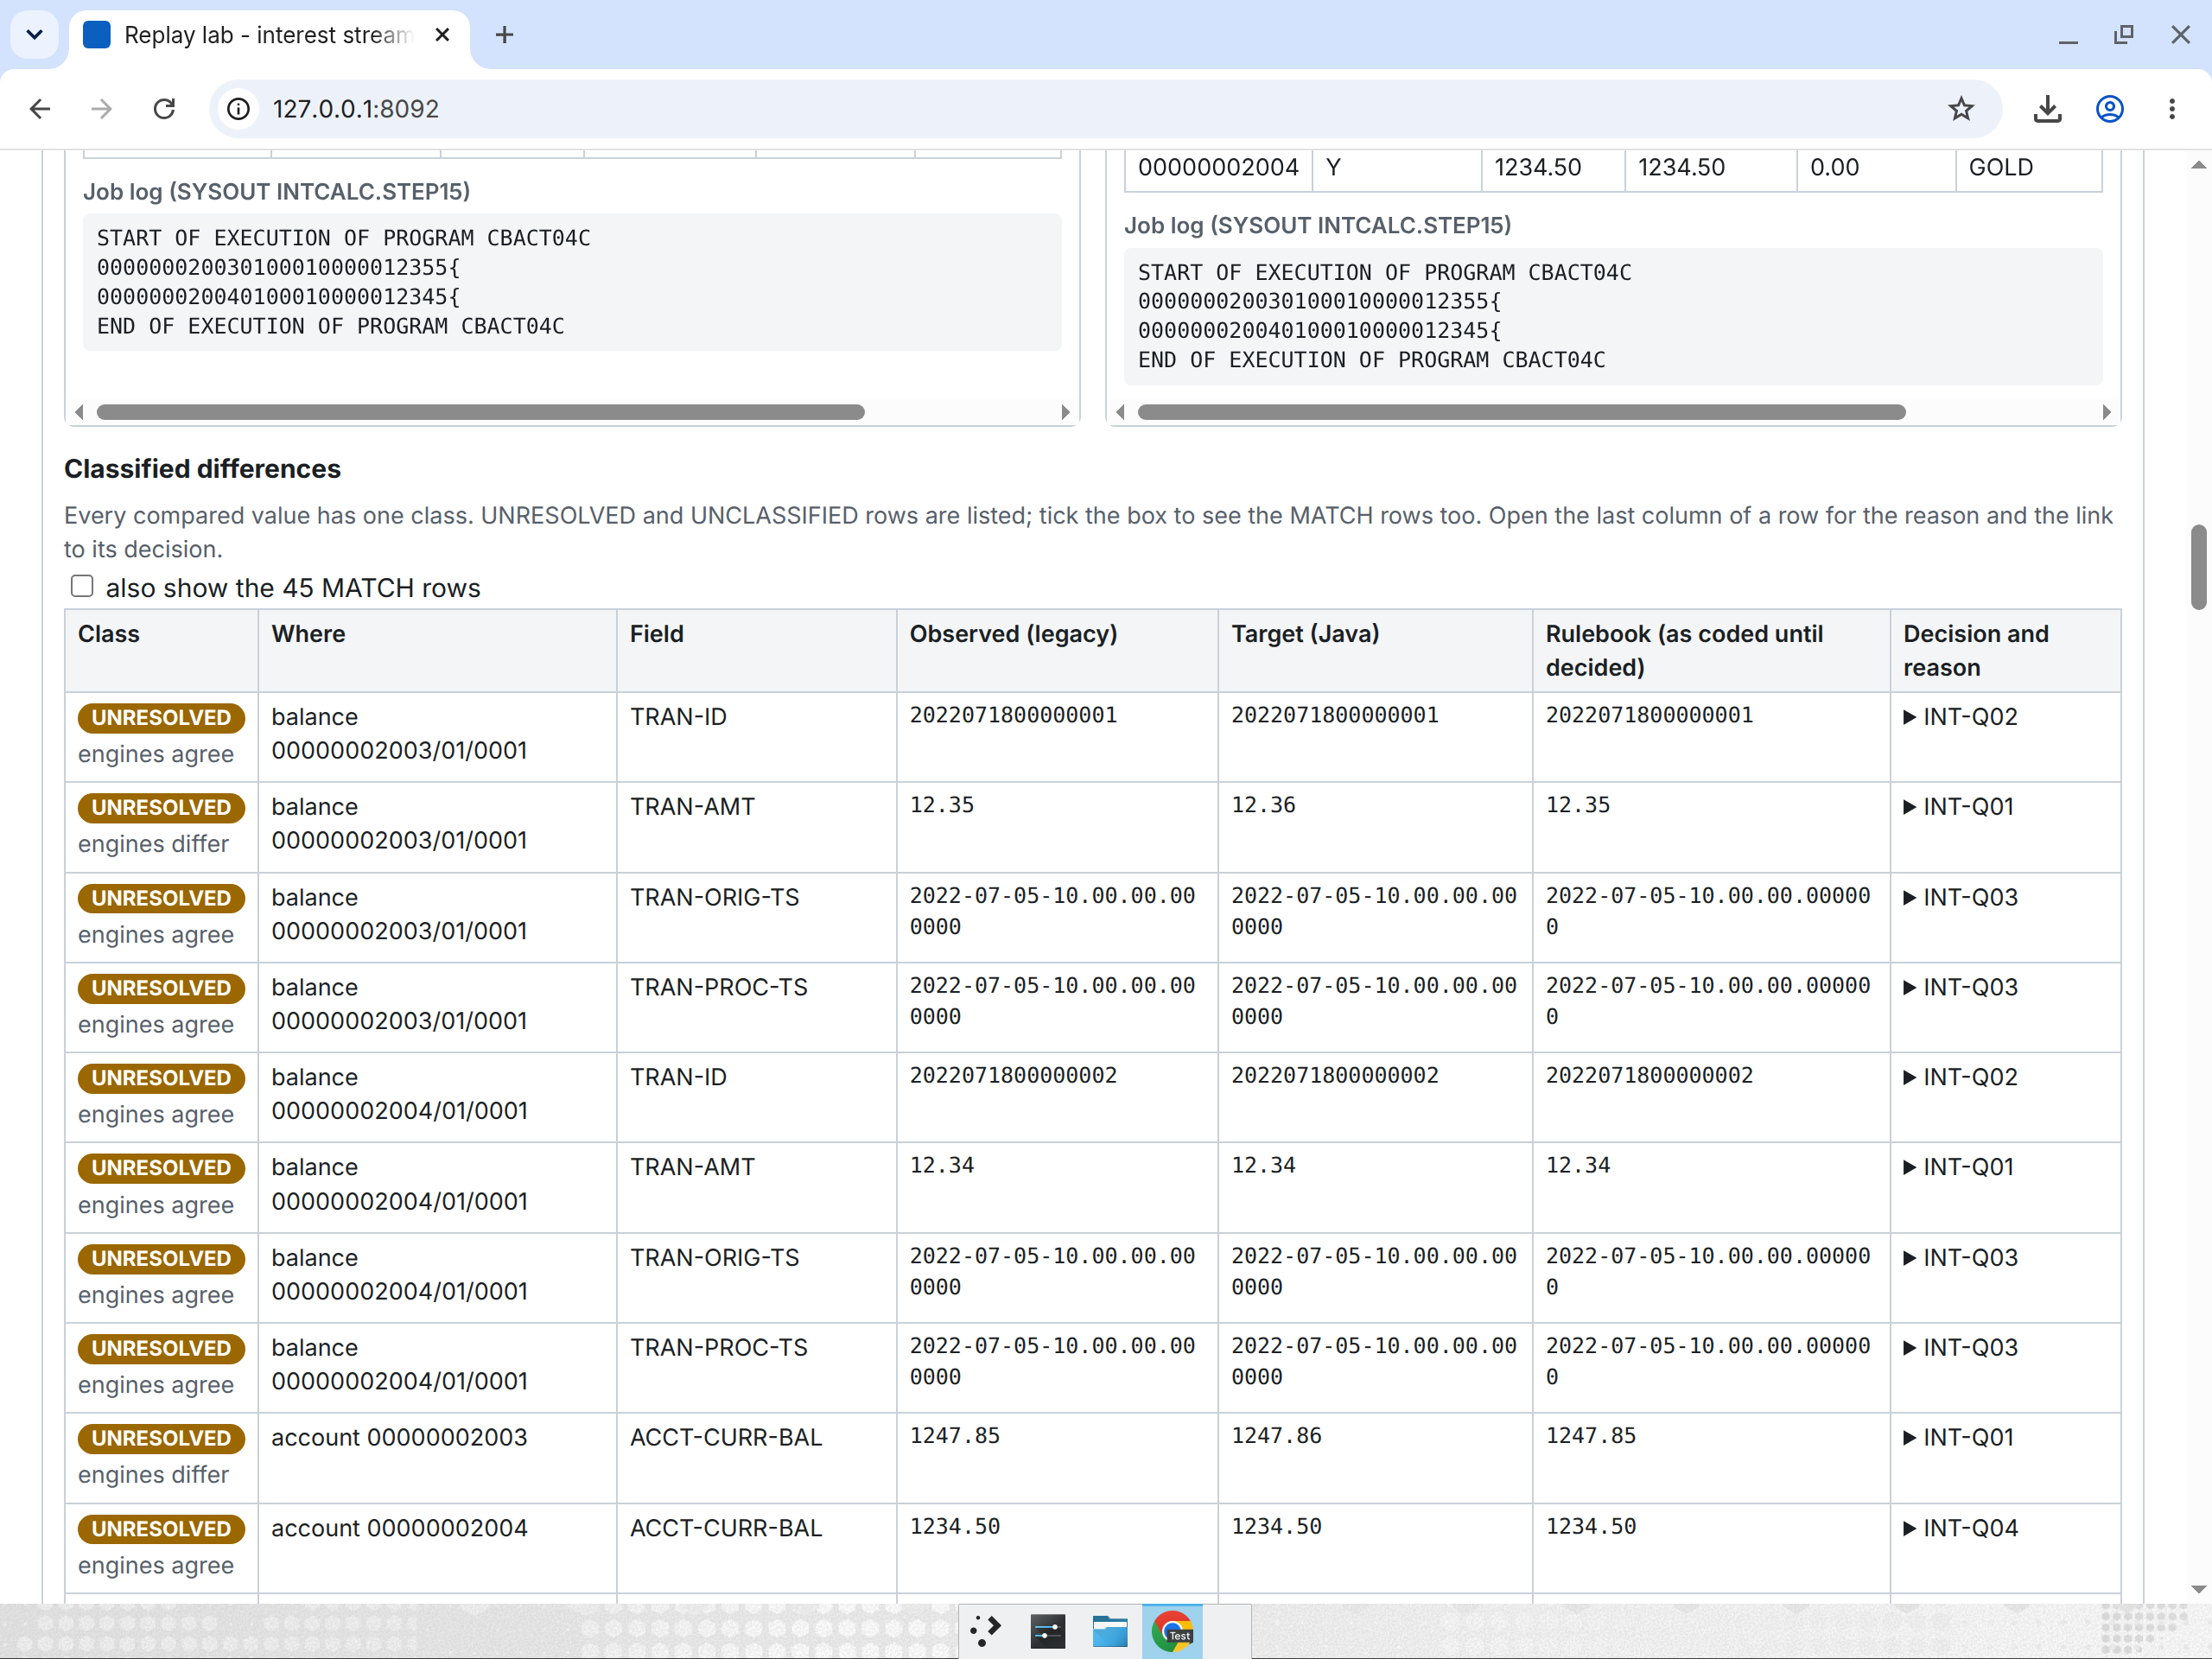 Replay lab - interest stream
127.0.0.1:8092
00000002004 Y 1234.50 1234.50 0.00 GOLD
Job log (SYSOUT INTCALC.STEP15)
START OF EXECUTION OF PROGRAM CBACT04C
00000002003010001000001 2355{
00000002004010001000001 2345{
END OF EXECUTION OF PROGRAM CBACT04C
Job log (SYSOUT INTCALC.STEP15)
START OF EXECUTION OF PROGRAM CBACT04C
0000000200301000100000012355{
0000000200401000100000012345{
END OF EXECUTION OF PROGRAM CBACT04C
Classified differences
Every compared value has one class. UNRESOLVED and UNCLASSIFIED rows are listed; tick the box to see the MATCH rows too. Open the last column of a row for the reason and the link
to its decision.
also show the 45 MATCH rows
Class Where Field Observed (legacy) Target (Java) Rulebook (as coded until decided) Decision and reason
UNRESOLVED balance TRAN-ID 2022071800000001 2022071800000001 2022071800000001 ▶ INT-Q02
engines agree 00000002003/01/0001
UNRESOLVED balance TRAN-AMT 12.35 12.36 12.35 ▶ INT-Q01
engines differ 00000002003/01/0001
UNRESOLVED balance TRAN-ORIG-TS 2022-07-05-10.00.00.00 2022-07-05-10.00.00.00 2022-07-05-10.00.00.00000 ▶ INT-Q03
engines agree 00000002003/01/0001 0000 0000 0
UNRESOLVED balance TRAN-PROC-TS 2022-07-05-10.00.00.00 2022-07-05-10.00.00.00 2022-07-05-10.00.00.00000 ▶ INT-Q03
engines agree 00000002003/01/0001 0000 0000 0
UNRESOLVED balance TRAN-ID 2022071800000002 2022071800000002 2022071800000002 ▶ INT-Q02
engines agree 00000002004/01/0001
UNRESOLVED balance TRAN-AMT 12.34 12.34 12.34 ▶ INT-Q01
engines agree 00000002004/01/0001
UNRESOLVED balance TRAN-ORIG-TS 2022-07-05-10.00.00.00 2022-07-05-10.00.00.00 2022-07-05-10.00.00.00000 ▶ INT-Q03
engines agree 00000002004/01/0001 0000 0000 0
UNRESOLVED balance TRAN-PROC-TS 2022-07-05-10.00.00.00 2022-07-05-10.00.00.00 2022-07-05-10.00.00.00000 ▶ INT-Q03
engines agree 00000002004/01/0001 0000 0000 0
UNRESOLVED account 00000002003 ACCT-CURR-BAL 1247.85 1247.86 1247.85 ▶ INT-Q01
engines differ
UNRESOLVED account 00000002004 ACCT-CURR-BAL 1234.50 1234.50 1234.50 ▶ INT-Q04
engines agree
Test